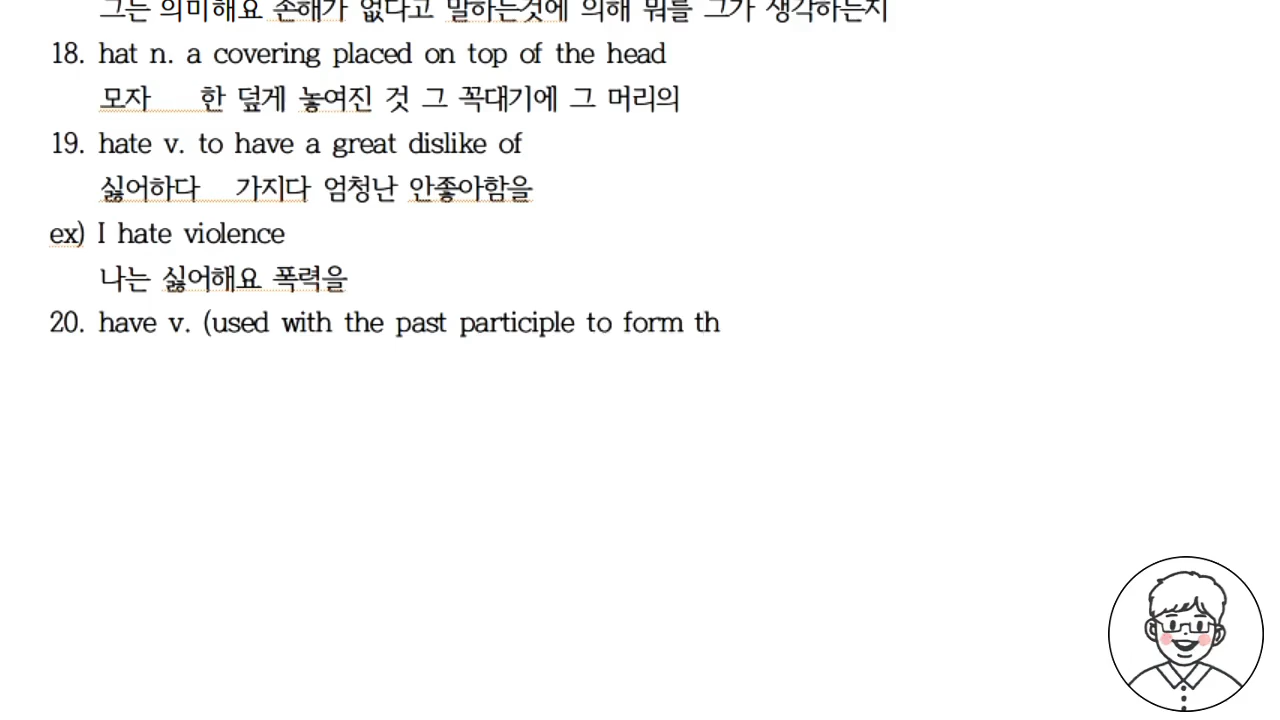 그는 의미해요 손해가 없다고 말하는것에 의해 뭐를 그가 생각하는지
18. hat n. a covering placed on top of the head
모자 한 덮게 놓여진 것 그 꼭대기에 그 머리의
19. hate v. to have a great dislike of
싫어하다 가지다 엄청난 안좋아함을
ex) I hate violence
나는 싫어해요 폭력을
20. have v. (used with the past participle to form th